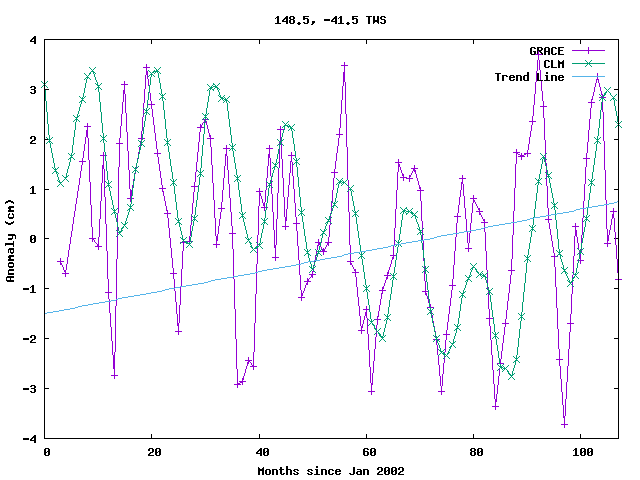 148.5, -41.5 TWS
GRACE
CLM
Trend Line
4
3
2
1
0
-1
-2
-3
-4
Anomaly (cm)
0 20 40 60 80 100
Months since Jan 2002